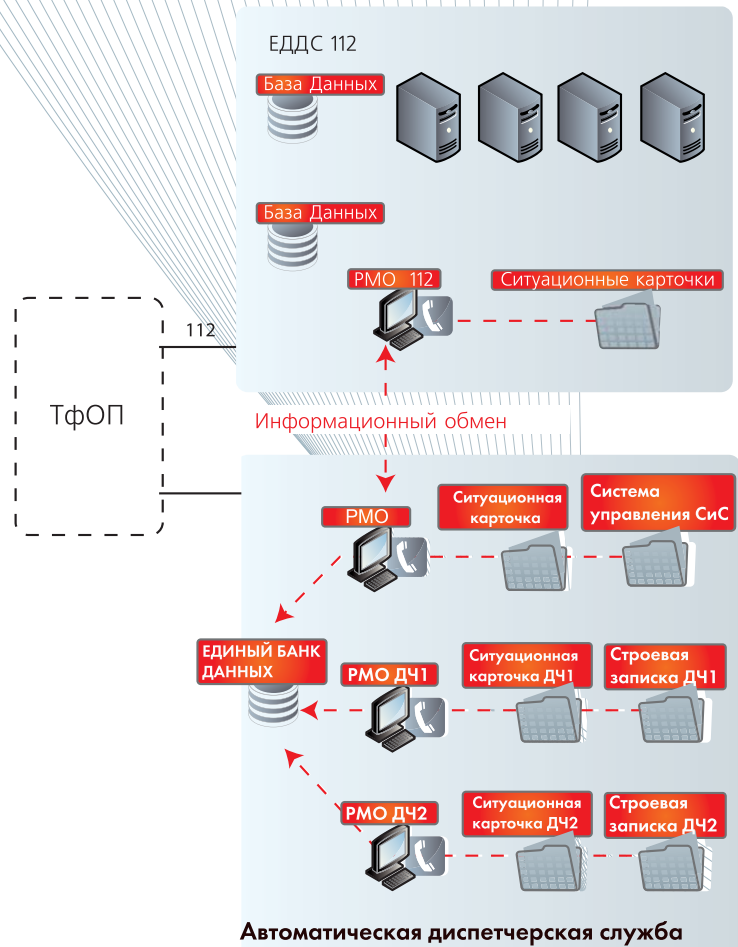 ЕДДС 112
База Данных
База Данных
РМО 112
Ситуационные карточки
112
ТфОП
Информационный обмен
РМО
Ситуационная
карточка
Система
управления СиС
ЕДИНЫЙ БАНК
ДАННЫХ
РМО ДЧ1
Ситуационная
карточка ДЧ1
Строевая
записка ДЧ1
РМО ДЧ2
Ситуационная
карточка ДЧ2
Строевая
записка ДЧ2
Автоматическая диспетчерская служба